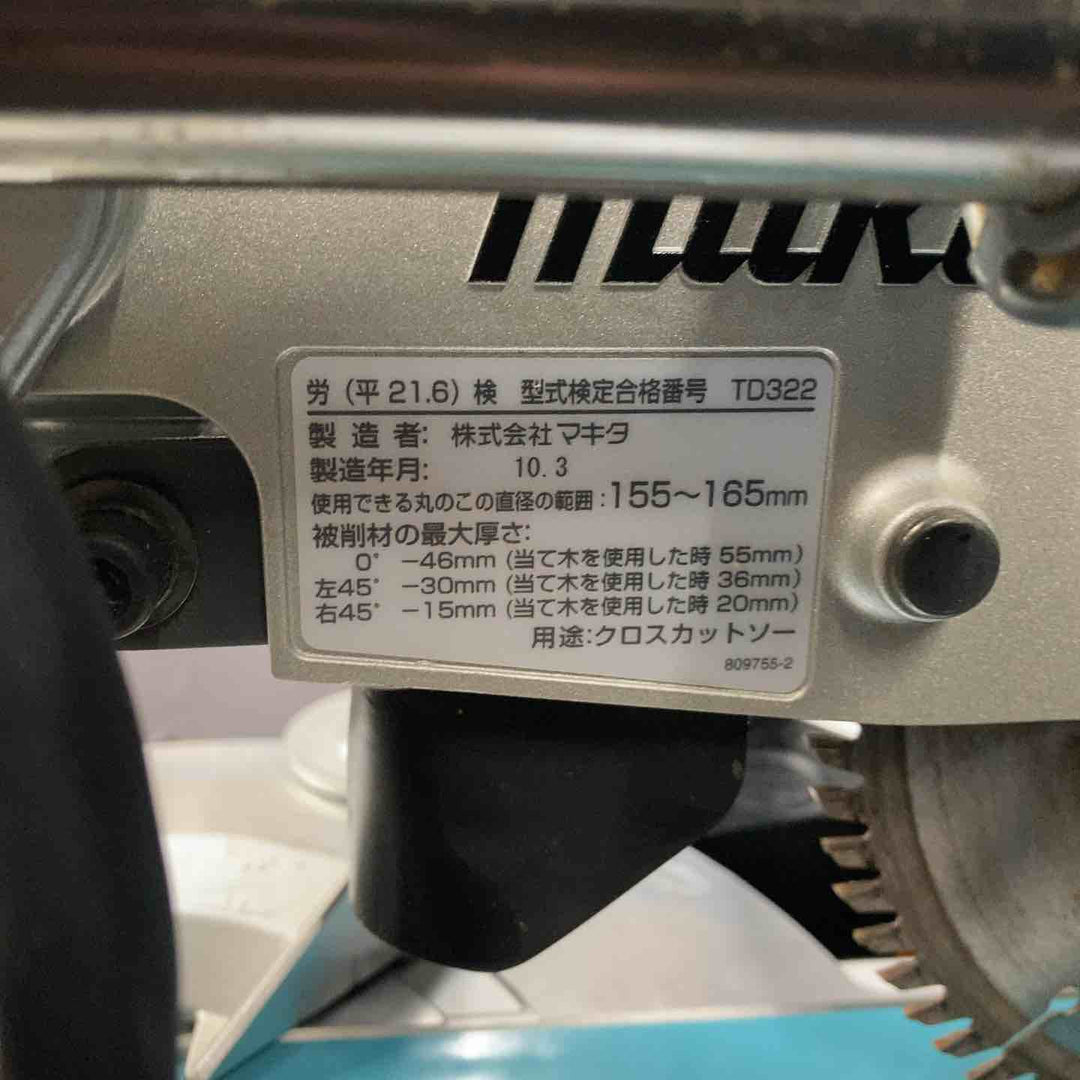 makita
労（平 21.6）検　型式検定合格番号　TD322
製 造 者: 株式会社 マキタ
製造年月: 10. 3
使用できる丸のこの直径の範囲 : 155～165mm
被削材の最大厚さ:
0° －46mm (当て木を使用した時 55mm)
左45° －30mm (当て木を使用した時 36mm)
右45° －15mm (当て木を使用した時 20mm)
用途:クロスカットソー
809755-2